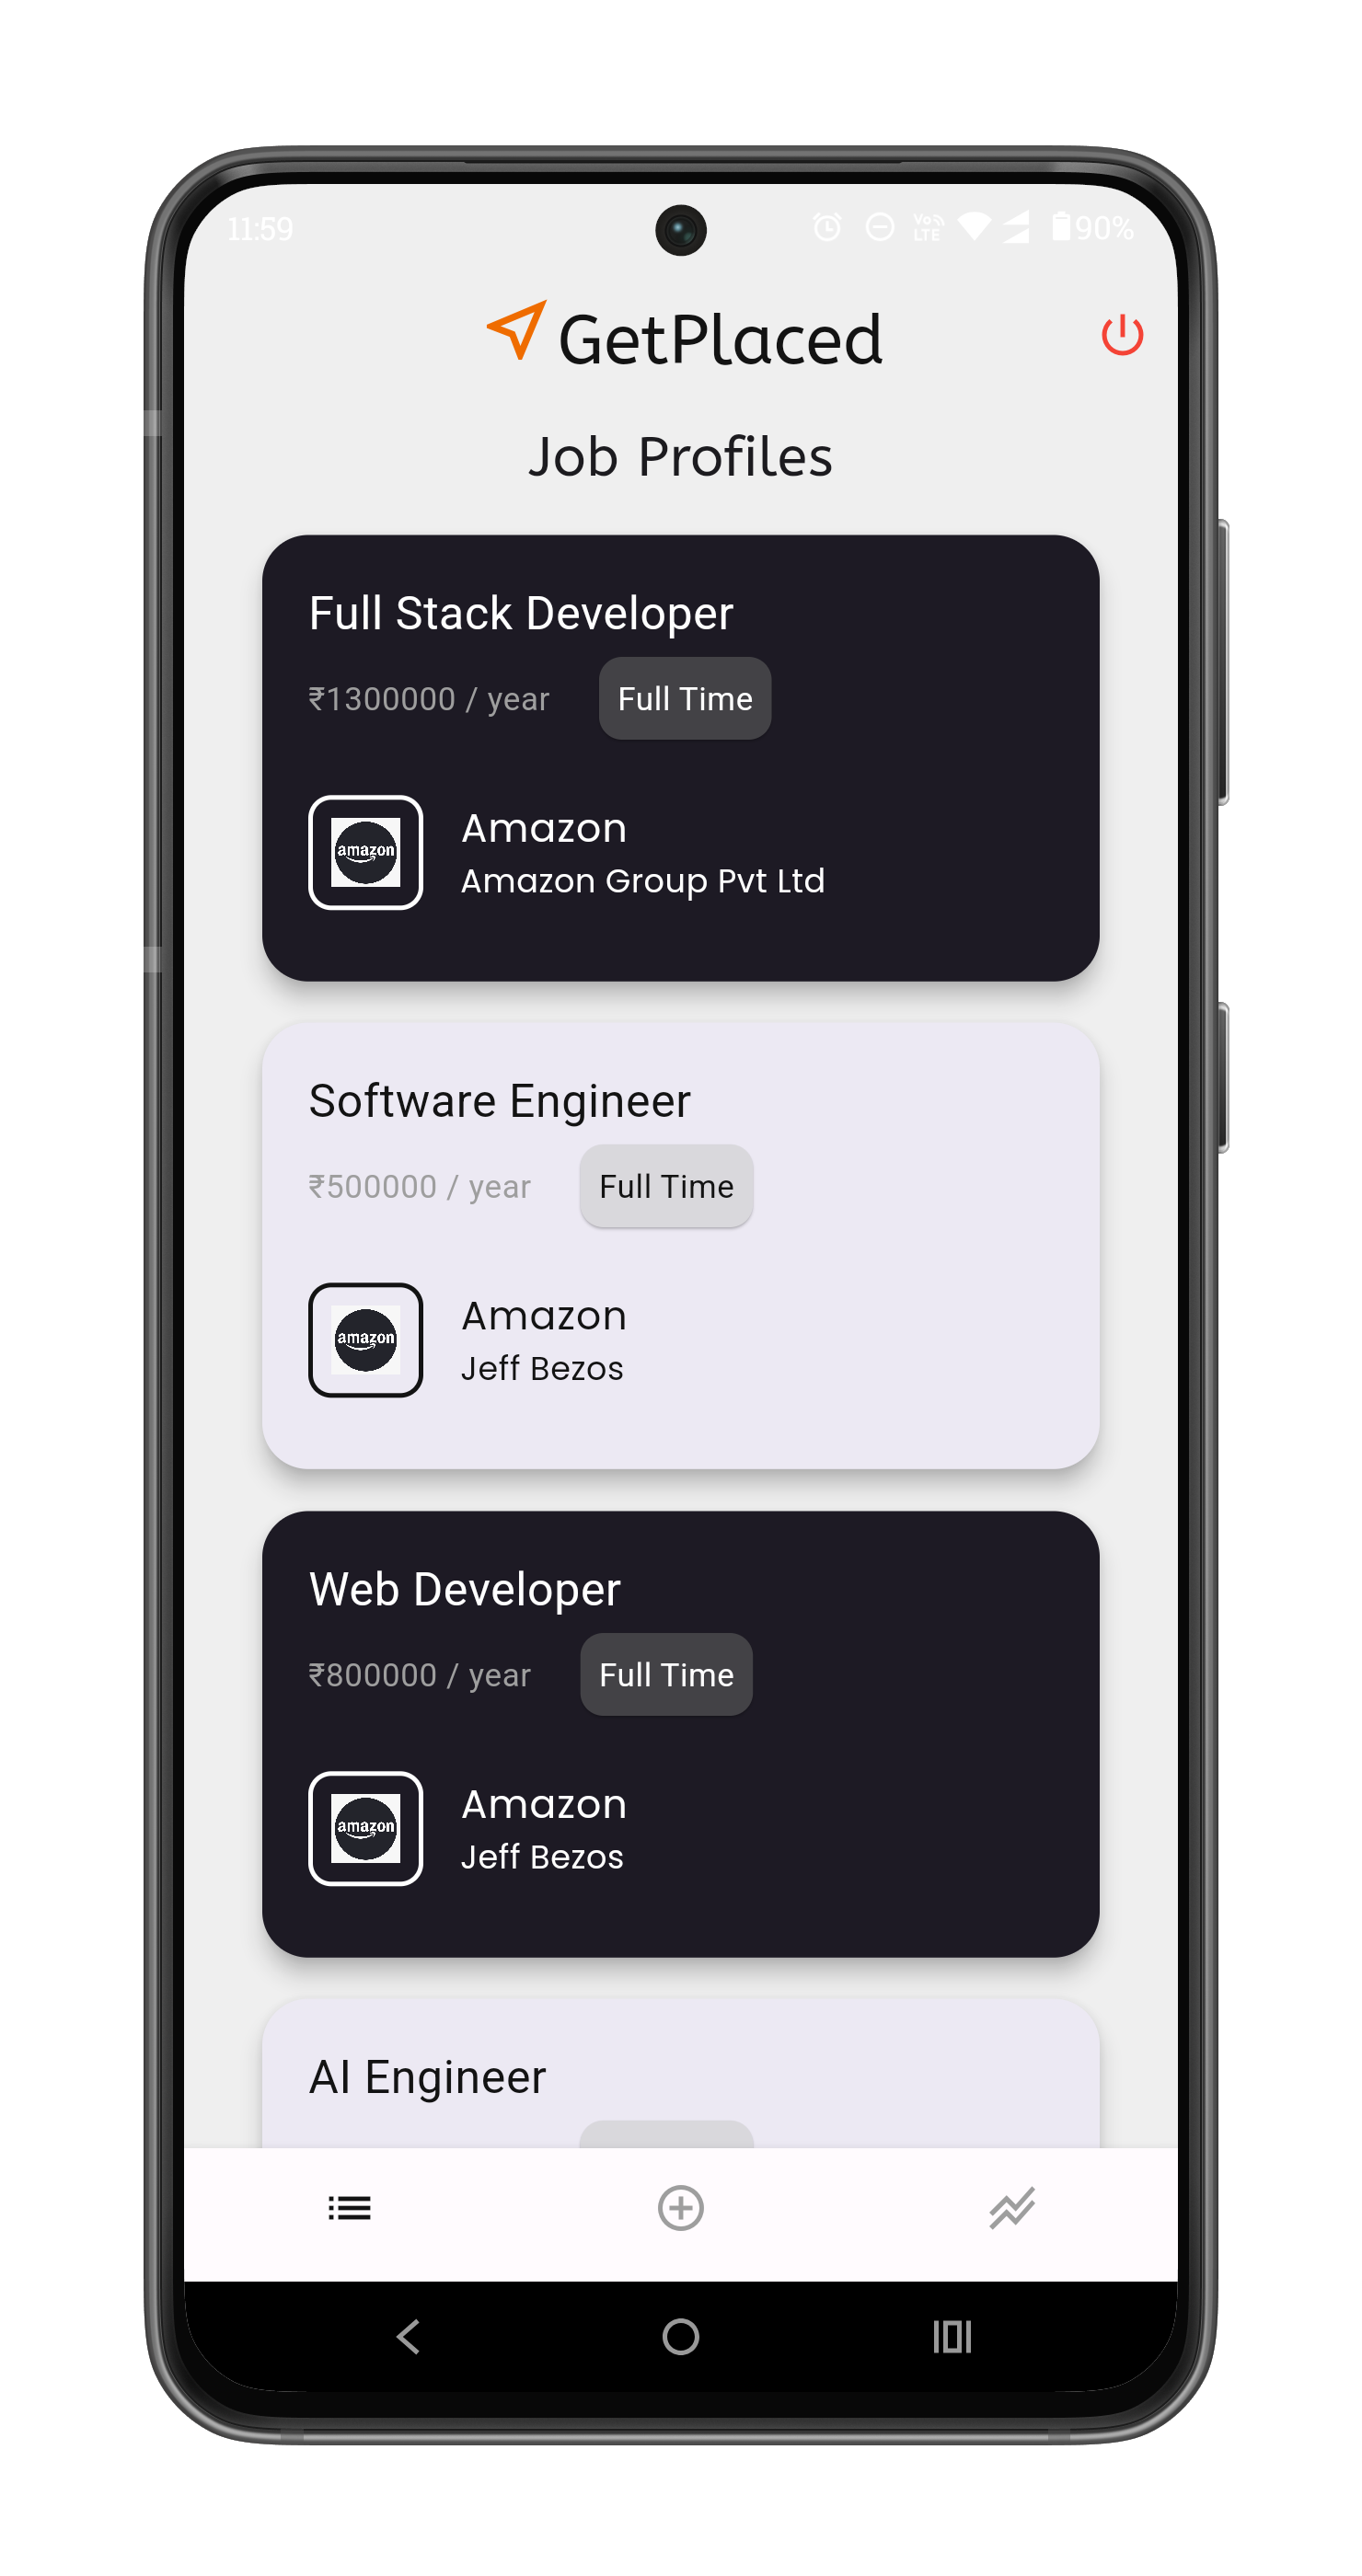 11:59
Vo LTE 90%
GetPlaced
Job Profiles
Full Stack Developer
₹1300000 / year Full Time
amazon
Amazon
Amazon Group Pvt Ltd
Software Engineer
₹500000 / year Full Time
amazon
Amazon
Jeff Bezos
Web Developer
₹800000 / year Full Time
amazon
Amazon
Jeff Bezos
AI Engineer